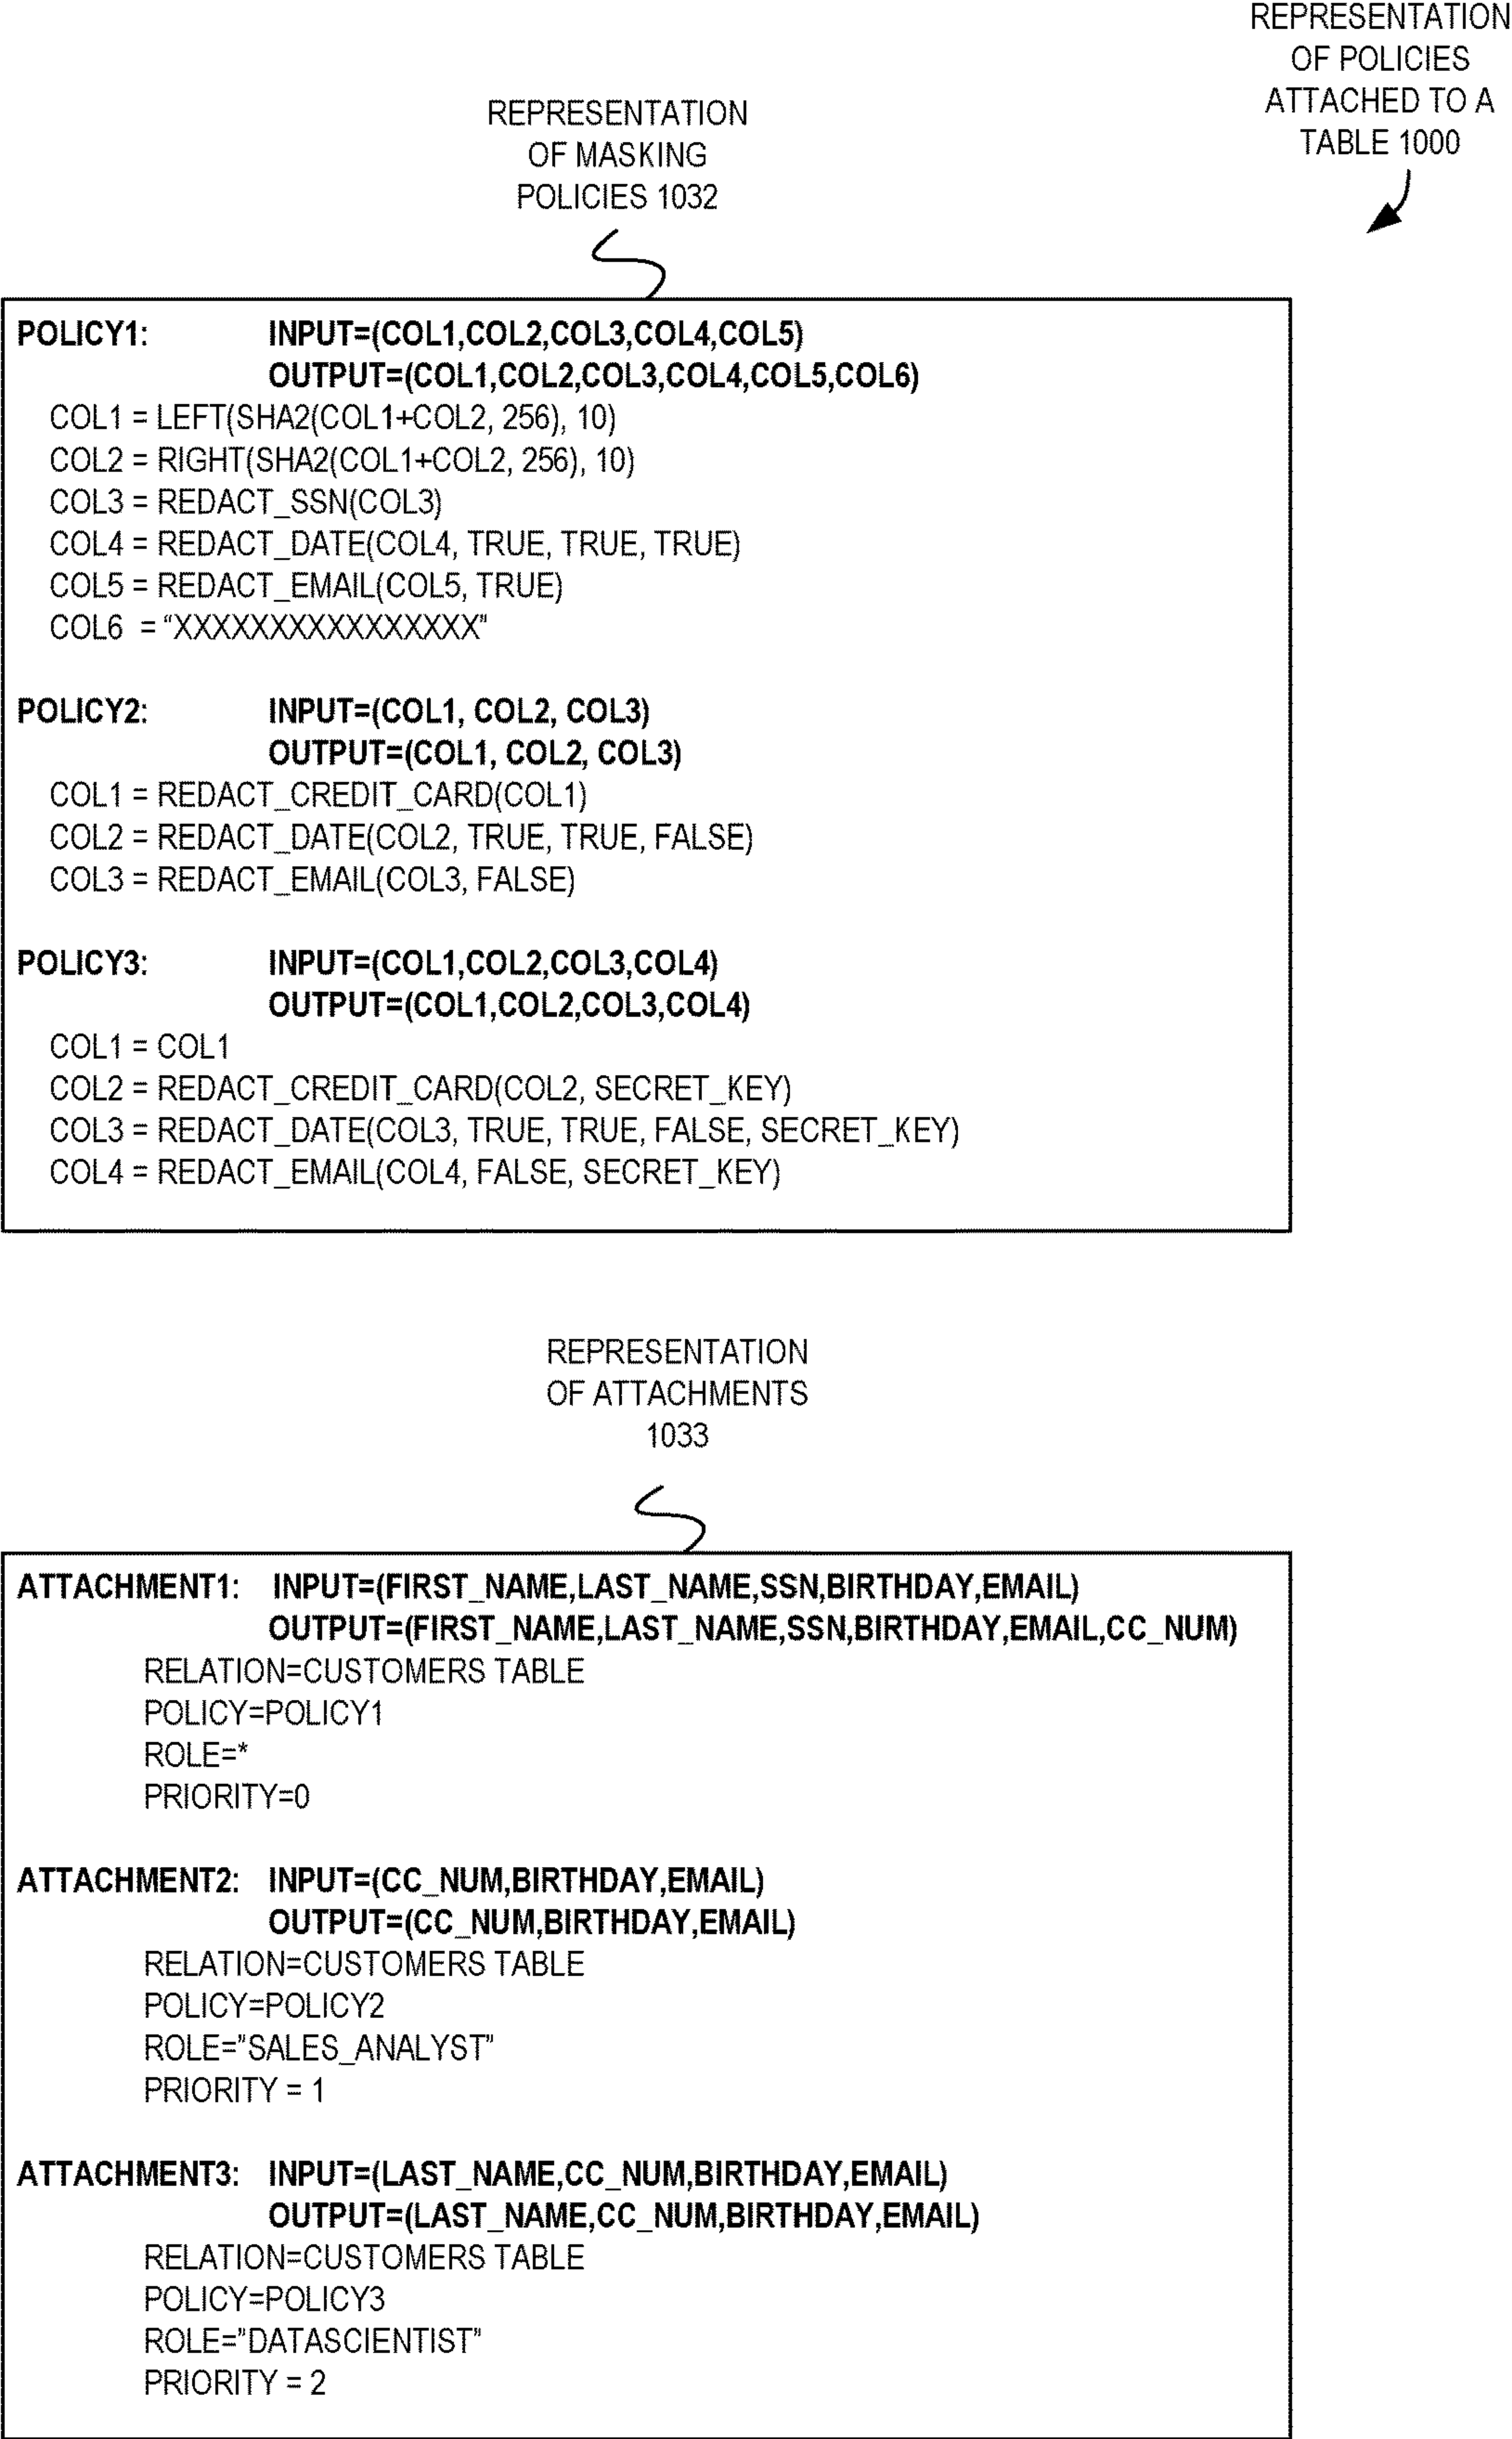 REPRESENTATION
OF POLICIES
ATTACHED TO A
TABLE 1000
REPRESENTATION
OF MASKING
POLICIES 1032
POLICY1: INPUT=(COL1,COL2,COL3,COL4,COL5)
OUTPUT=(COL1,COL2,COL3,COL4,COL5,COL6)
COL1 = LEFT(SHA2(COL1+COL2, 256), 10)
COL2 = RIGHT(SHA2(COL1+COL2, 256), 10)
COL3 = REDACT_SSN(COL3)
COL4 = REDACT_DATE(COL4, TRUE, TRUE, TRUE)
COL5 = REDACT_EMAIL(COL5, TRUE)
COL6 = “XXXXXXXXXXXXXXXX”
POLICY2: INPUT=(COL1, COL2, COL3)
OUTPUT=(COL1, COL2, COL3)
COL1 = REDACT_CREDIT_CARD(COL1)
COL2 = REDACT_DATE(COL2, TRUE, TRUE, FALSE)
COL3 = REDACT_EMAIL(COL3, FALSE)
POLICY3: INPUT=(COL1,COL2,COL3,COL4)
OUTPUT=(COL1,COL2,COL3,COL4)
COL1 = COL1
COL2 = REDACT_CREDIT_CARD(COL2, SECRET_KEY)
COL3 = REDACT_DATE(COL3, TRUE, TRUE, FALSE, SECRET_KEY)
COL4 = REDACT_EMAIL(COL4, FALSE, SECRET_KEY)
REPRESENTATION
OF ATTACHMENTS
1033
ATTACHMENT1: INPUT=(FIRST_NAME,LAST_NAME,SSN,BIRTHDAY,EMAIL)
OUTPUT=(FIRST_NAME,LAST_NAME,SSN,BIRTHDAY,EMAIL,CC_NUM)
RELATION=CUSTOMERS TABLE
POLICY=POLICY1
ROLE=*
PRIORITY=0
ATTACHMENT2: INPUT=(CC_NUM,BIRTHDAY,EMAIL)
OUTPUT=(CC_NUM,BIRTHDAY,EMAIL)
RELATION=CUSTOMERS TABLE
POLICY=POLICY2
ROLE=”SALES_ANALYST”
PRIORITY = 1
ATTACHMENT3: INPUT=(LAST_NAME,CC_NUM,BIRTHDAY,EMAIL)
OUTPUT=(LAST_NAME,CC_NUM,BIRTHDAY,EMAIL)
RELATION=CUSTOMERS TABLE
POLICY=POLICY3
ROLE=”DATASCIENTIST”
PRIORITY = 2